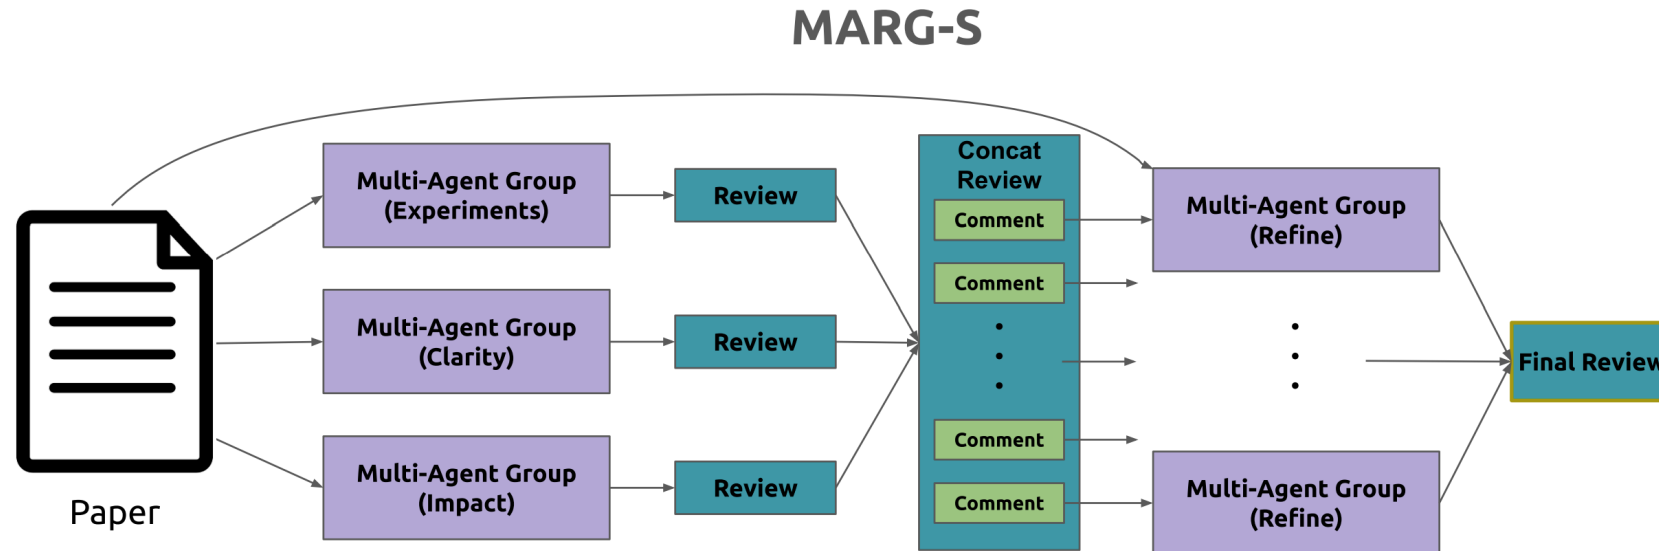 MARG-S
Paper
Multi-Agent Group
(Experiments)
Review
Multi-Agent Group
(Clarity)
Review
Multi-Agent Group
(Impact)
Review
Concat
Review
Comment
Comment
Comment
Comment
Multi-Agent Group
(Refine)
Multi-Agent Group
(Refine)
Final Review